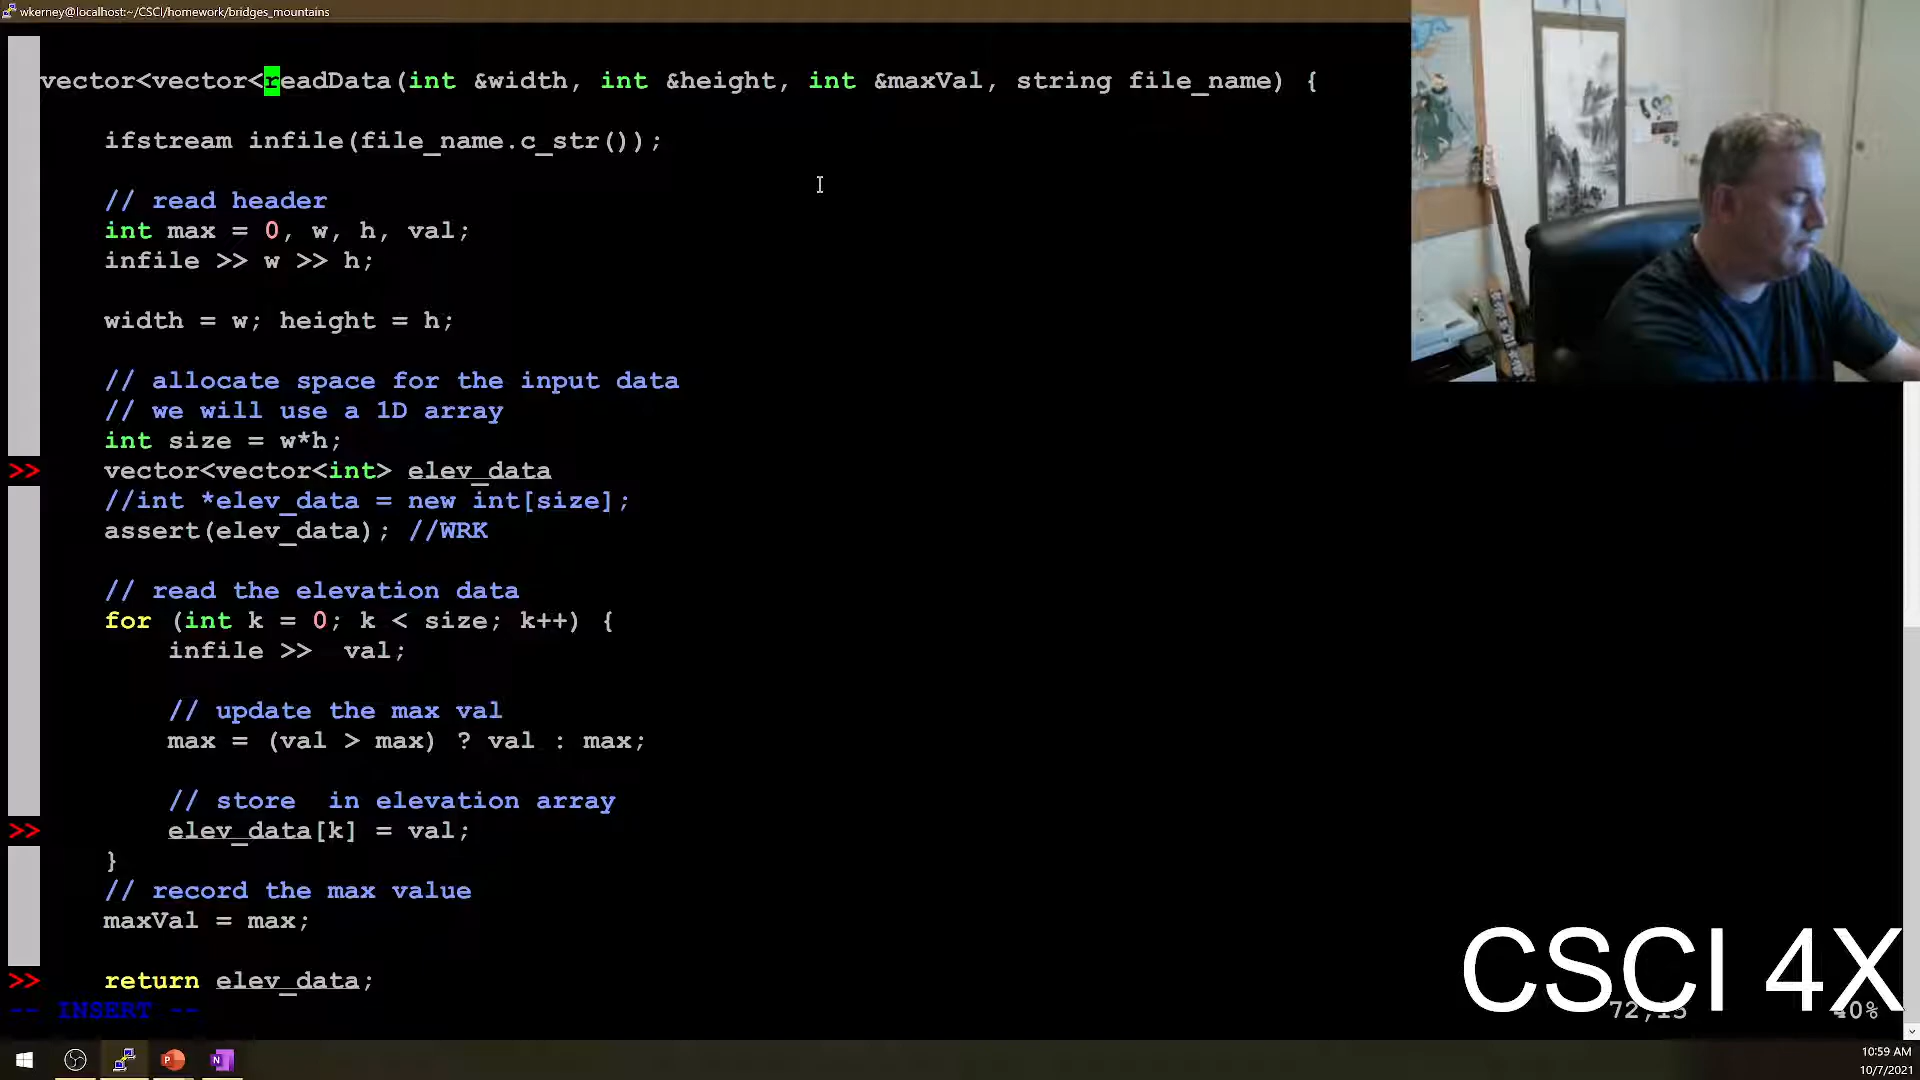 wkerney@localhost:~/CSCI/homework/bridges_mountains
vector<vector<readData(int &width, int &height, int &maxVal, string file_name) {
ifstream infile(file_name.c_str());
// read header
int max = 0, w, h, val;
infile >> w >> h;
width = w; height = h;
// allocate space for the input data
// we will use a 1D array
int size = w*h;
>> vector<vector<int> elev_data
//int *elev_data = new int[size];
assert(elev_data); //WRK
// read the elevation data
for (int k = 0; k < size; k++) {
infile >>  val;
// update the max val
max = (val > max) ? val : max;
// store  in elevation array
>> elev_data[k] = val;
}
// record the max value
maxVal = max;
>> return elev_data;
-- INSERT --
CSCI 4X
10:59 AM
10/7/2021